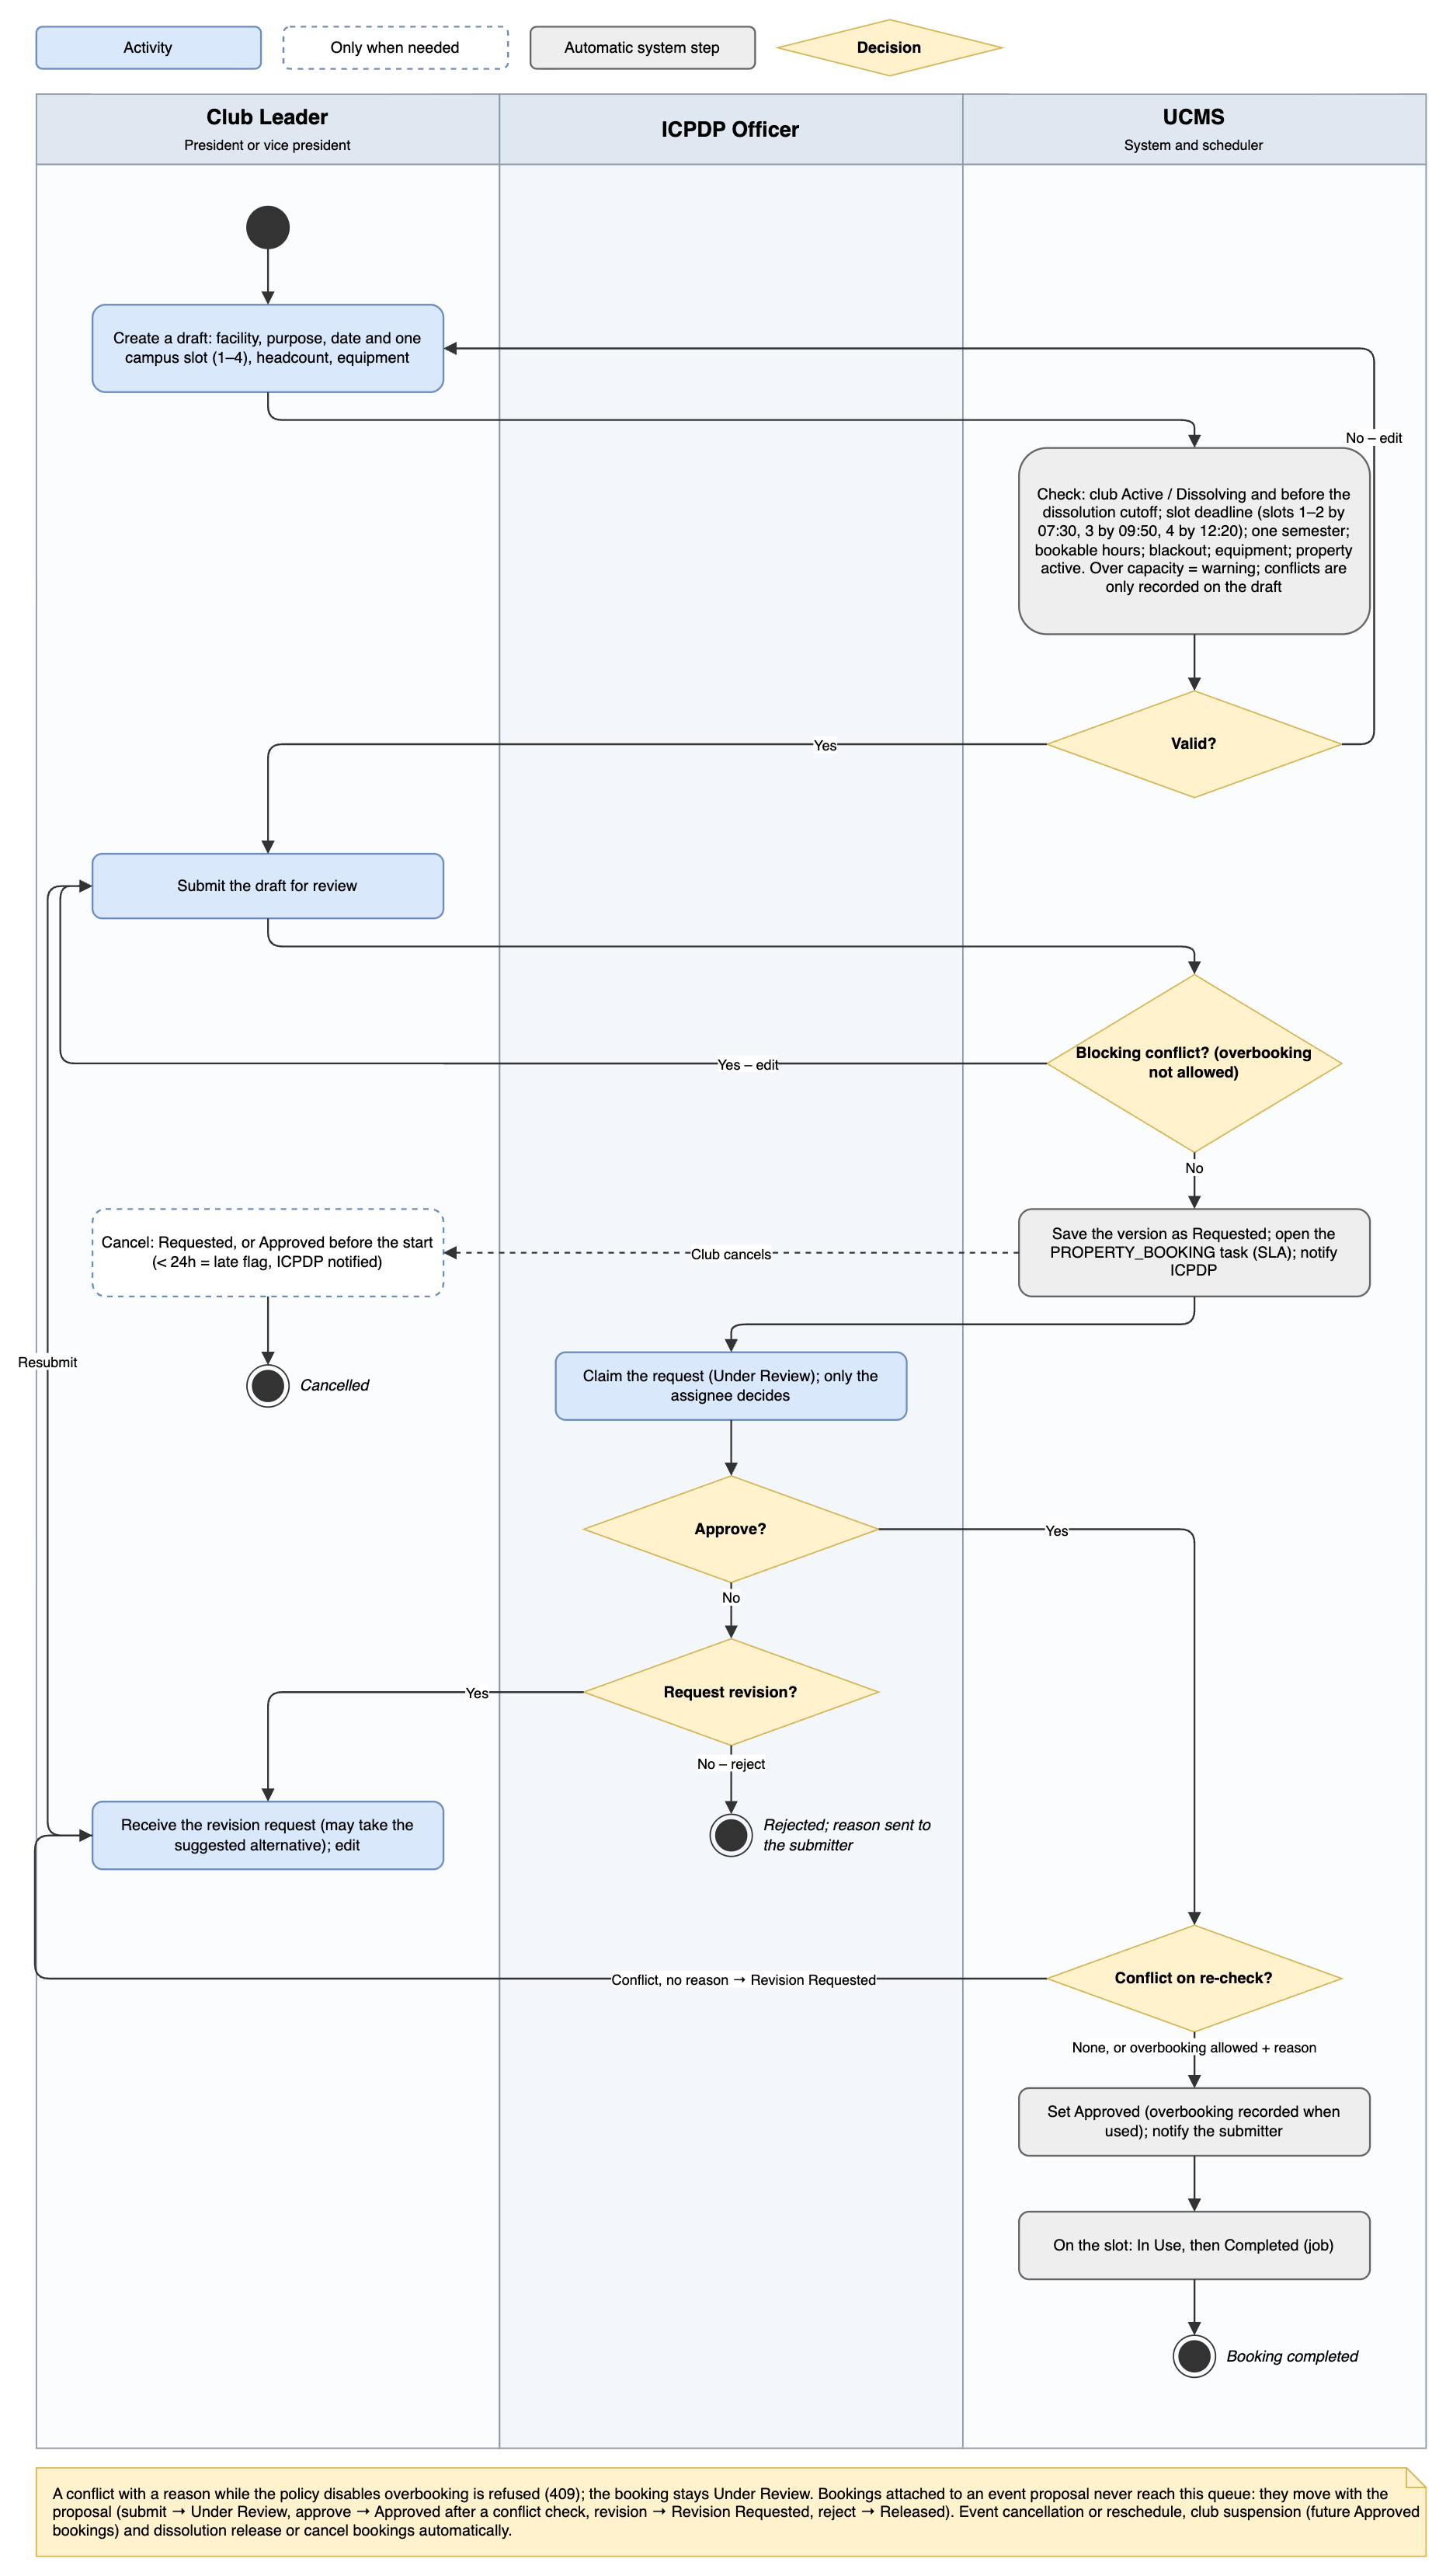 Activity
Only when needed
Automatic system step
Decision
Club Leader
President or vice president
ICPDP Officer
UCMS
System and scheduler
Create a draft: facility, purpose, date and one
campus slot (1–4), headcount, equipment
No – edit
Check: club Active / Dissolving and before the
dissolution cutoff; slot deadline (slots 1–2 by
07:30, 3 by 09:50, 4 by 12:20); one semester;
bookable hours; blackout; equipment; property
active. Over capacity = warning; conflicts are
only recorded on the draft
Valid?
Yes
Submit the draft for review
Blocking conflict? (overbooking
not allowed)
Yes – edit
No
Cancel: Requested, or Approved before the start
(< 24h = late flag, ICPDP notified)
Club cancels
Save the version as Requested; open the
PROPERTY_BOOKING task (SLA); notify
ICPDP
Resubmit
Cancelled
Claim the request (Under Review); only the
assignee decides
Approve?
Yes
No
Request revision?
Yes
No – reject
Receive the revision request (may take the
suggested alternative); edit
Rejected; reason sent to
the submitter
Conflict on re-check?
Conflict, no reason → Revision Requested
None, or overbooking allowed + reason
Set Approved (overbooking recorded when
used); notify the submitter
On the slot: In Use, then Completed (job)
Booking completed
A conflict with a reason while the policy disables overbooking is refused (409); the booking stays Under Review. Bookings attached to an event proposal never reach this queue: they move with the
proposal (submit → Under Review, approve → Approved after a conflict check, revision → Revision Requested, reject → Released). Event cancellation or reschedule, club suspension (future Approved
bookings) and dissolution release or cancel bookings automatically.